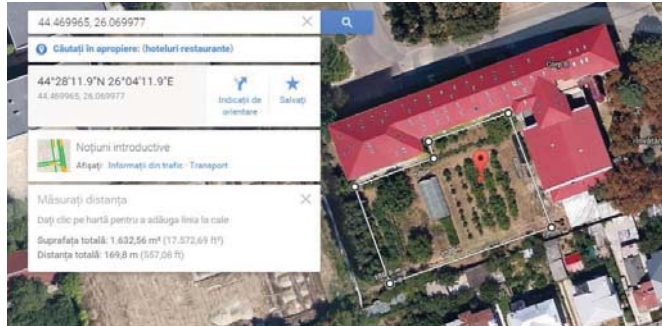 44.469965, 26.069977
Căutați în apropiere: (hoteluri restaurante)
44°28'11.9"N 26°04'11.9"E
44.469965, 26.069977
Indicații de
orientare
Salvați
Noțiuni introductive
Afișați: Informații din trafic · Transport
Măsurați distanța
Dați clic pe hartă pentru a adăuga linia la cale
Suprafața totală: 1.632,56 m² (17.572,69 ft²)
Distanța totală: 169,8 m (557,08 ft)
Corp B